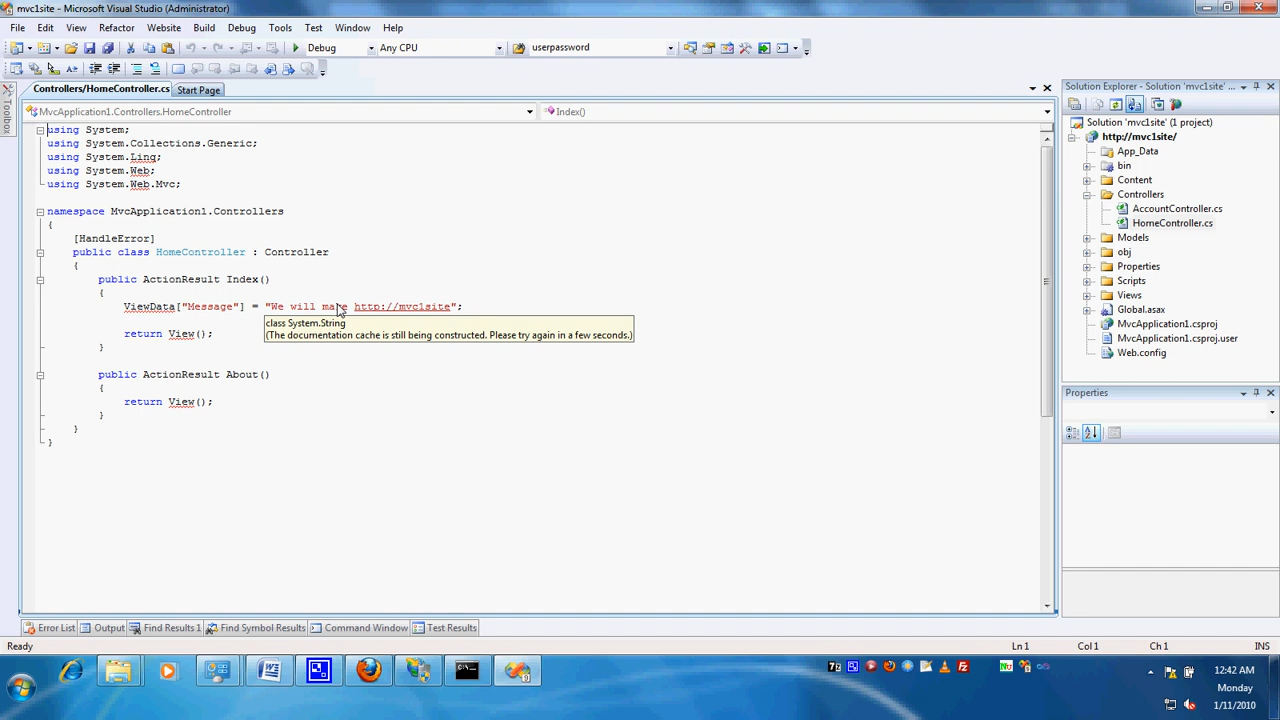 mvc1site - Microsoft Visual Studio (Administrator)
File Edit View Refactor Website Build Debug Tools Test Window Help
Debug Any CPU userpassword
Controllers/HomeController.cs Start Page
MvcApplication1.Controllers.HomeController Index()
Toolbox
using System;
using System.Collections.Generic;
using System.Linq;
using System.Web;
using System.Web.Mvc;
namespace MvcApplication1.Controllers
{
[HandleError]
public class HomeController : Controller
{
public ActionResult Index()
{
ViewData["Message"] = "We will make http://mvc1site";
class System.String
(The documentation cache is still being constructed. Please try again in a few seconds.)
return View();
}
public ActionResult About()
{
return View();
}
}
}
Solution Explorer - Solution 'mvc1site' ...
Solution 'mvc1site' (1 project)
http://mvc1site/
App_Data
bin
Content
Controllers
AccountController.cs
HomeController.cs
Models
obj
Properties
Scripts
Views
Global.asax
MvcApplication1.csproj
MvcApplication1.csproj.user
Web.config
Properties
Error List Output Find Results 1 Find Symbol Results Command Window Test Results
Ready Ln 1 Col 1 Ch 1 INS
12:42 AM
Monday
1/11/2010